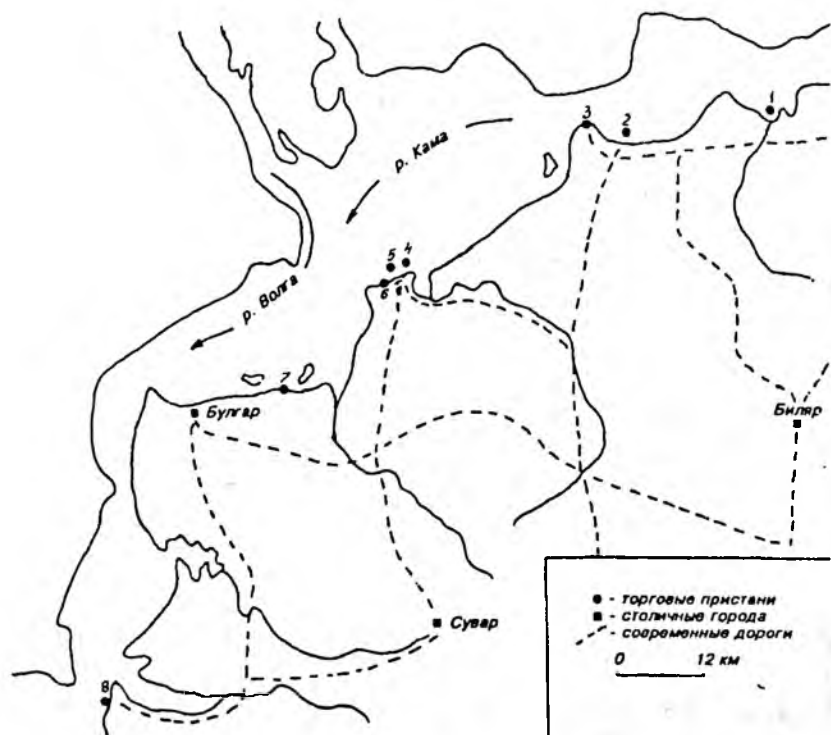 1
3
2
р. Кама
5
4
6
р. Волга
7
Булгар
Биляр
Сувар
8
- торговые пристани
- столичные города
- современные дороги
0 12 км